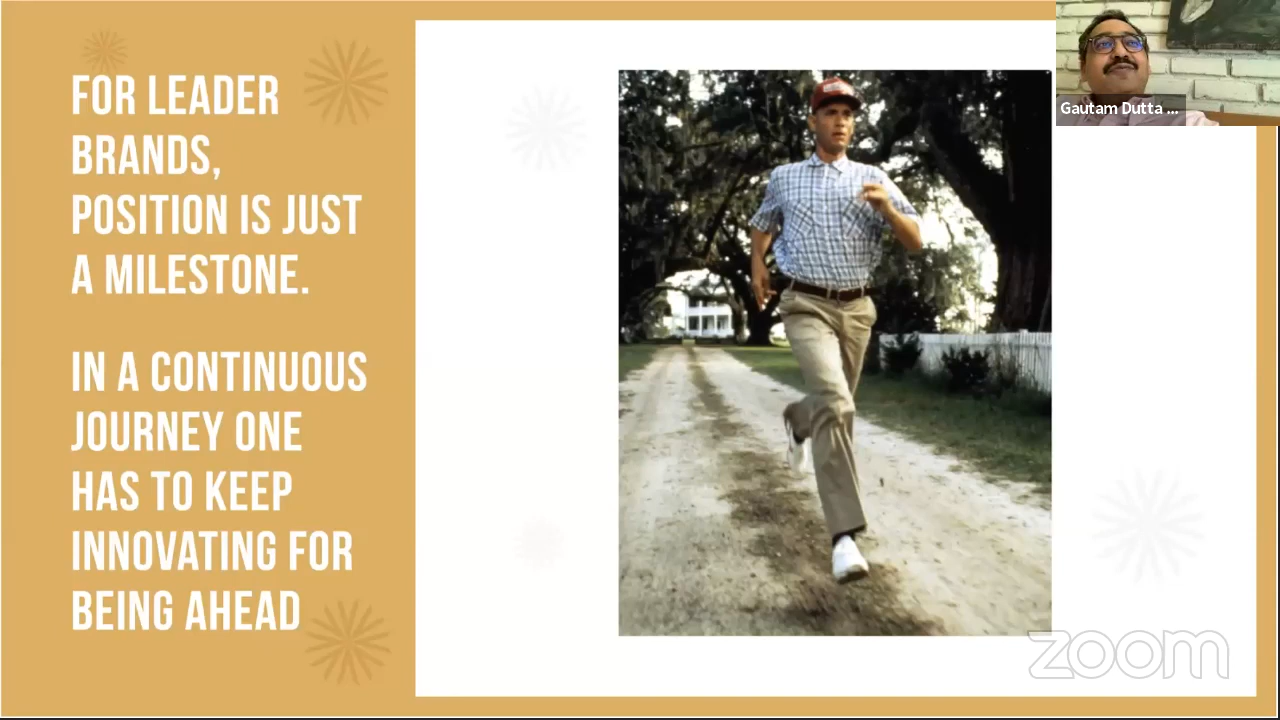 FOR LEADER
BRANDS,
POSITION IS JUST
A MILESTONE.
IN A CONTINUOUS
JOURNEY ONE
HAS TO KEEP
INNOVATING FOR
BEING AHEAD
Gautam Dutta ...
zoom